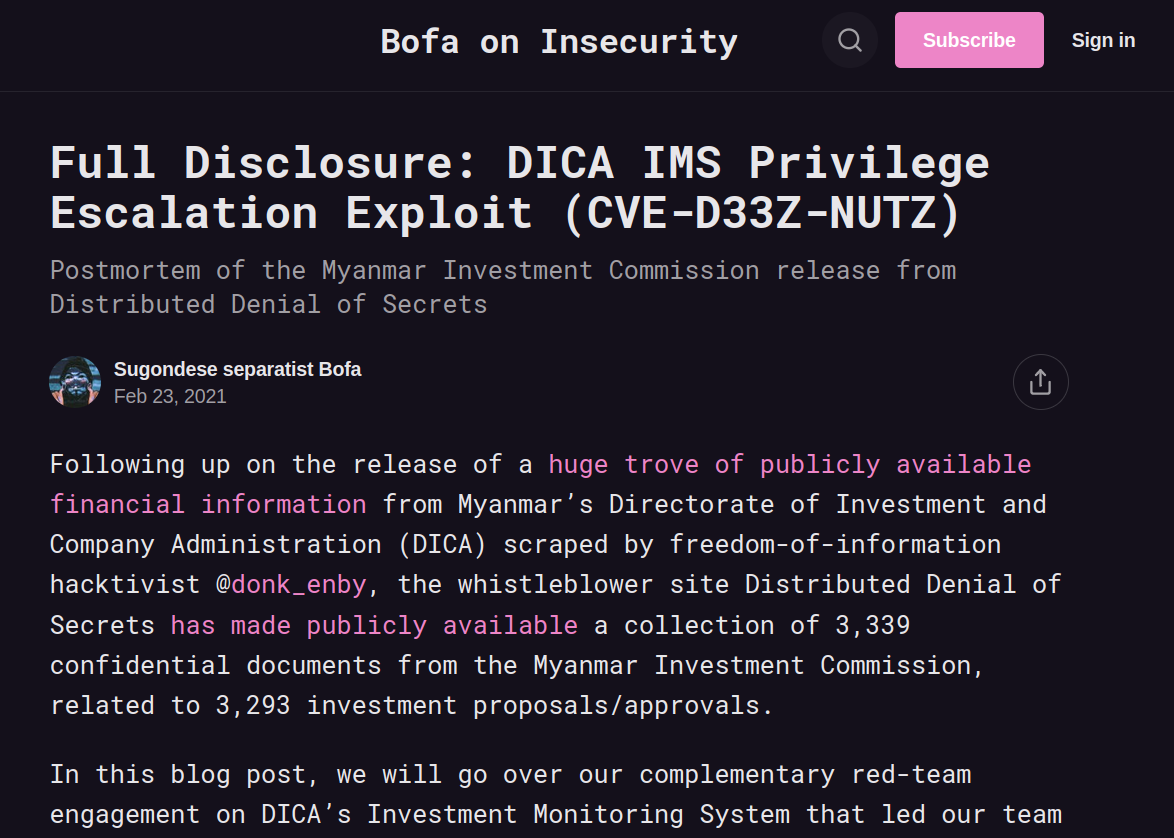 Bofa on Insecurity
Subscribe
Sign in
Full Disclosure: DICA IMS Privilege
Escalation Exploit (CVE-D33Z-NUTZ)
Postmortem of the Myanmar Investment Commission release from
Distributed Denial of Secrets
Sugondese separatist Bofa
Feb 23, 2021
Following up on the release of a huge trove of publicly available
financial information from Myanmar’s Directorate of Investment and
Company Administration (DICA) scraped by freedom-of-information
hacktivist @donk_enby, the whistleblower site Distributed Denial of
Secrets has made publicly available a collection of 3,339
confidential documents from the Myanmar Investment Commission,
related to 3,293 investment proposals/approvals.
In this blog post, we will go over our complementary red-team
engagement on DICA’s Investment Monitoring System that led our team